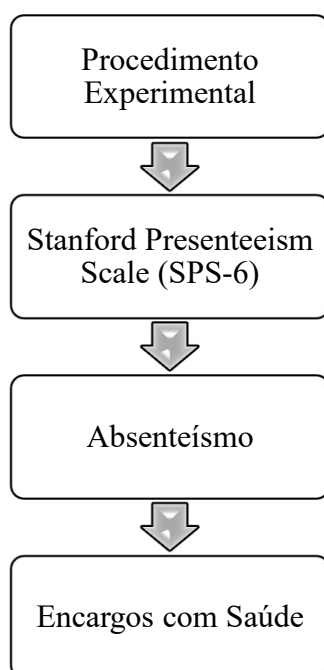 Procedimento
Experimental
Stanford Presenteeism
Scale (SPS-6)
Absenteísmo
Encargos com Saúde